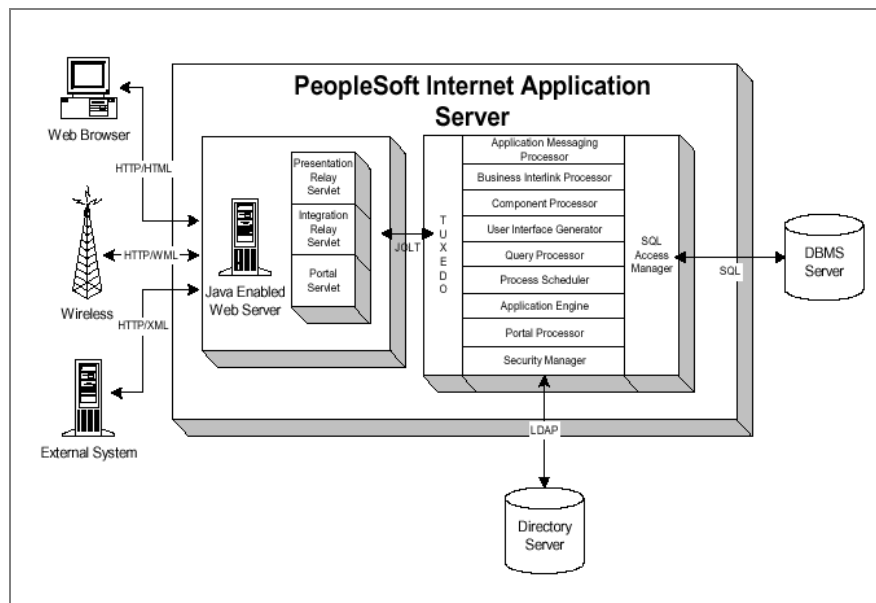 PeopleSoft Internet Application
Server
Web Browser
HTTP/HTML
Wireless
HTTP/WML
HTTP/XML
External System
Java Enabled
Web Server
Presentation
Relay
Servlet
Integration
Relay
Servlet
Portal
Servlet
JOLT
TUXEDO
Application Messaging
Processor
Business Interlink Processor
Component Processor
User Interface Generator
Query Processor
Process Scheduler
Application Engine
Portal Processor
Security Manager
SQL
Access
Manager
SQL
DBMS
Server
LDAP
Directory
Server